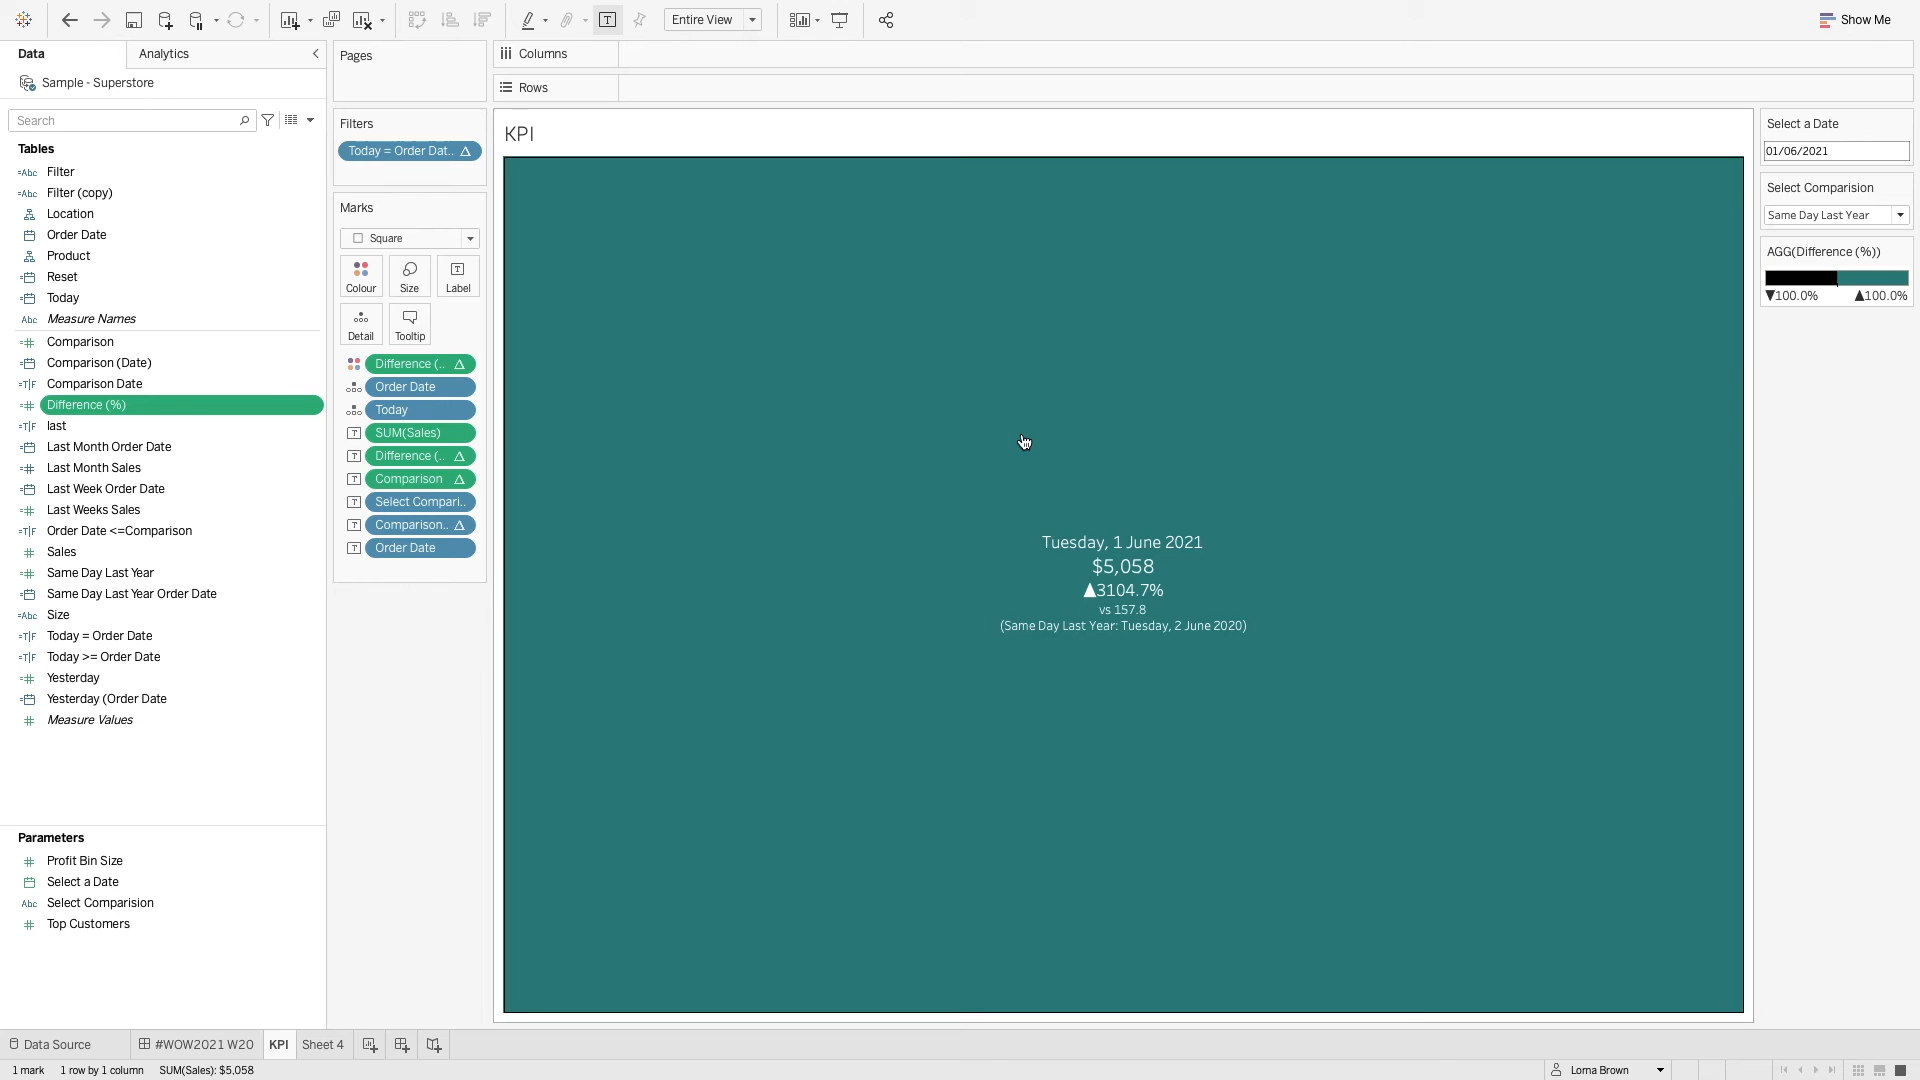 Entire View
Show Me
Data
Analytics
Pages
Columns
Sample - Superstore
Rows
Search
Filters
Today = Order Dat..
KPI
Select a Date
01/06/2021
Tables
Filter
Filter (copy)
Location
Order Date
Product
Reset
Today
Measure Names
Comparison
Comparison (Date)
Comparison Date
Difference (%)
last
Last Month Order Date
Last Month Sales
Last Week Order Date
Last Weeks Sales
Order Date <=Comparison
Sales
Same Day Last Year
Same Day Last Year Order Date
Size
Today = Order Date
Today >= Order Date
Yesterday
Yesterday (Order Date
Measure Values
Parameters
Profit Bin Size
Select a Date
Select Comparision
Top Customers
Marks
Square
Colour
Size
Label
Detail
Tooltip
Difference (..
Order Date
Today
SUM(Sales)
Difference (..
Comparison
Select Compari..
Comparison..
Order Date
Tuesday, 1 June 2021
$5,058
▲3104.7%
vs 157.8
(Same Day Last Year: Tuesday, 2 June 2020)
Select Comparision
Same Day Last Year
AGG(Difference (%))
▼100.0%
▲100.0%
Data Source
#WOW2021 W20
KPI
Sheet 4
1 mark
1 row by 1 column
SUM(Sales): $5,058
Lorna Brown